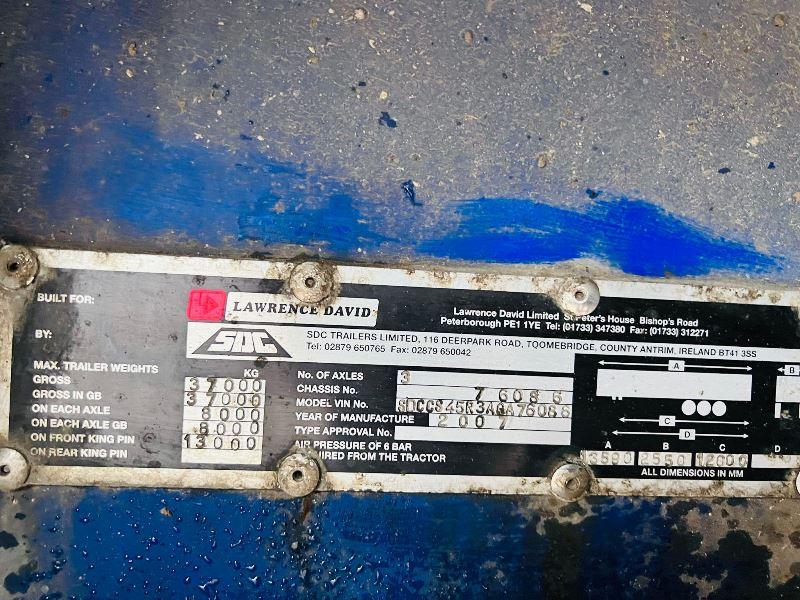 BUILT FOR: LAWRENCE DAVID
Lawrence David Limited St Peter's House Bishop's Road
Peterborough PE1 1YE Tel: (01733) 347380 Fax: (01733) 312271
BY: SDC
SDC TRAILERS LIMITED, 116 DEERPARK ROAD, TOOMEBRIDGE, COUNTY ANTRIM, IRELAND BT41 3SS
Tel: 02879 650765 Fax: 02879 650042
MAX. TRAILER WEIGHTS KG
GROSS 37000
GROSS IN GB 37000
ON EACH AXLE 8000
ON EACH AXLE GB 8000
ON FRONT KING PIN 13000
ON REAR KING PIN
NO. OF AXLES 3
CHASSIS No. 76086
MODEL VIN No.
YEAR OF MANUFACTURE 2007
TYPE APPROVAL No.
AIR PRESSURE OF 6 BAR
FROM THE TRACTOR
A B
C
D
A B C D
2550
ALL DIMENSIONS IN MM